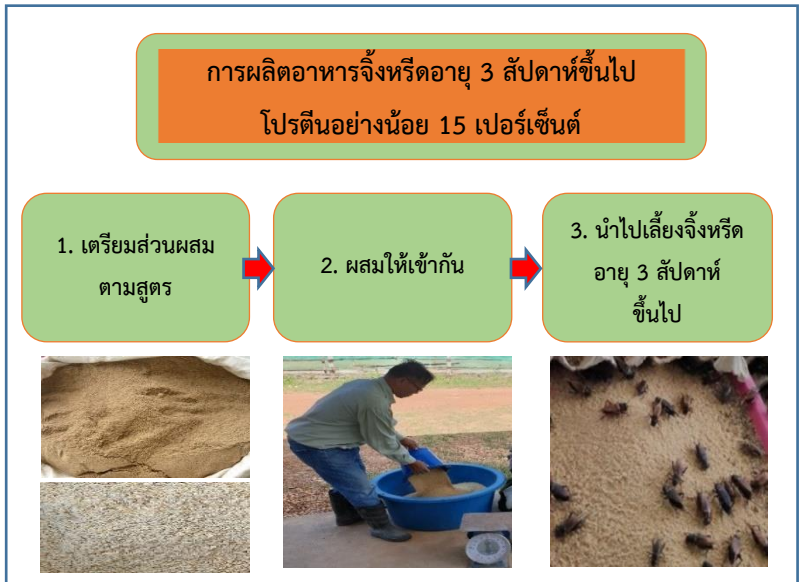 การผลิตอาหารจิ้งหรีดอายุ 3 สัปดาห์ขึ้นไป
โปรตีนอย่างน้อย 15 เปอร์เซ็นต์
1. เตรียมส่วนผสม
ตามสูตร
2. ผสมให้เข้ากัน
3. นำไปเลี้ยงจิ้งหรีด
อายุ 3 สัปดาห์
ขึ้นไป